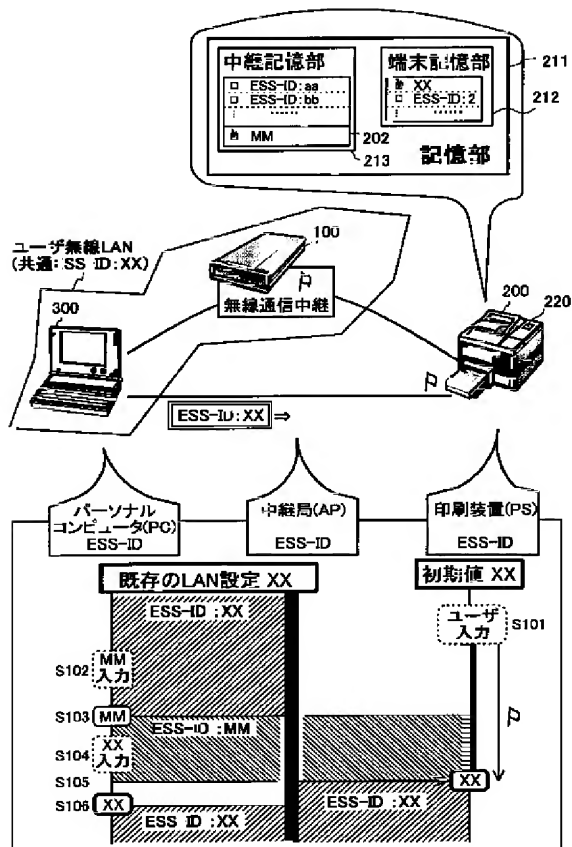 中継記憶部
ESS-ID:aa
ESS-ID:bb
MM
端末記憶部
XX
ESS-ID:2
記憶部
211
212
202
213
ユーザ無線LAN
(共通:SS ID:XX)
100
無線通信中継
300
200
220
ESS-ID:XX ⇒
パーソナル
コンピュータ(PC)
ESS-ID
中継局(AP)
ESS-ID
印刷装置(PS)
ESS-ID
既存のLAN設定 XX
初期値 XX
ESS-ID :XX
ユーザ
入力
S101
S102
MM
入力
S103
MM
ESS-ID:MM
S104
XX
入力
S105
XX
S106
XX
ESS-ID :XX
ESS ID :XX